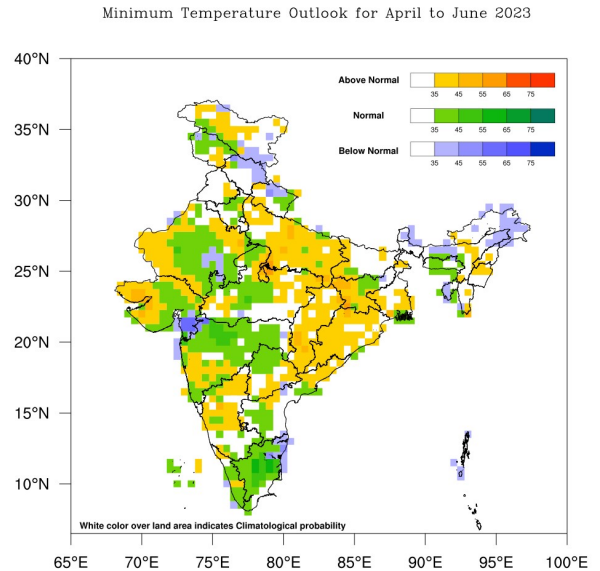 Minimum Temperature Outlook for April to June 2023
40°N
Above Normal
35 45 55 65 75
Normal
35 45 55 65 75
Below Normal
35 45 55 65 75
35°N
30°N
25°N
20°N
15°N
10°N
White color over land area indicates Climatological probability
65°E 70°E 75°E 80°E 85°E 90°E 95°E 100°E